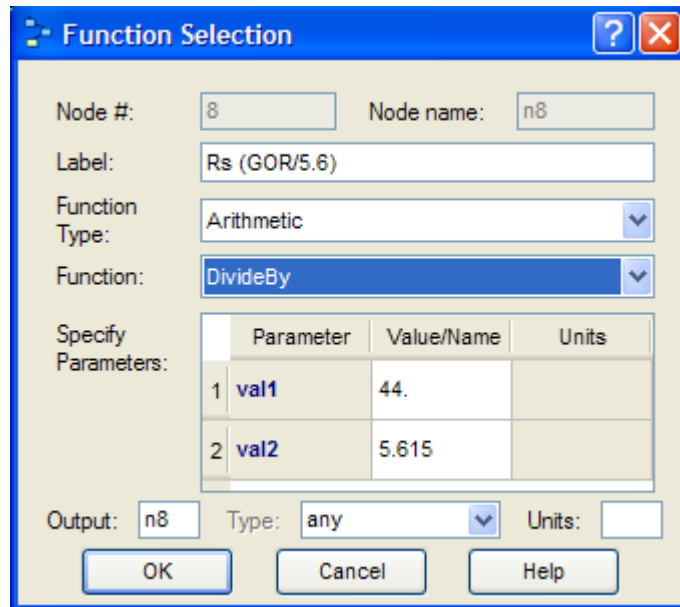 Function Selection
Node #: 8 Node name: n8
Label: Rs (GOR/5.6)
Function
Type: Arithmetic
Function: DivideBy
Specify
Parameters:
Parameter Value/Name Units
1 val1 44.
2 val2 5.615
Output: n8 Type: any Units:
OK Cancel Help